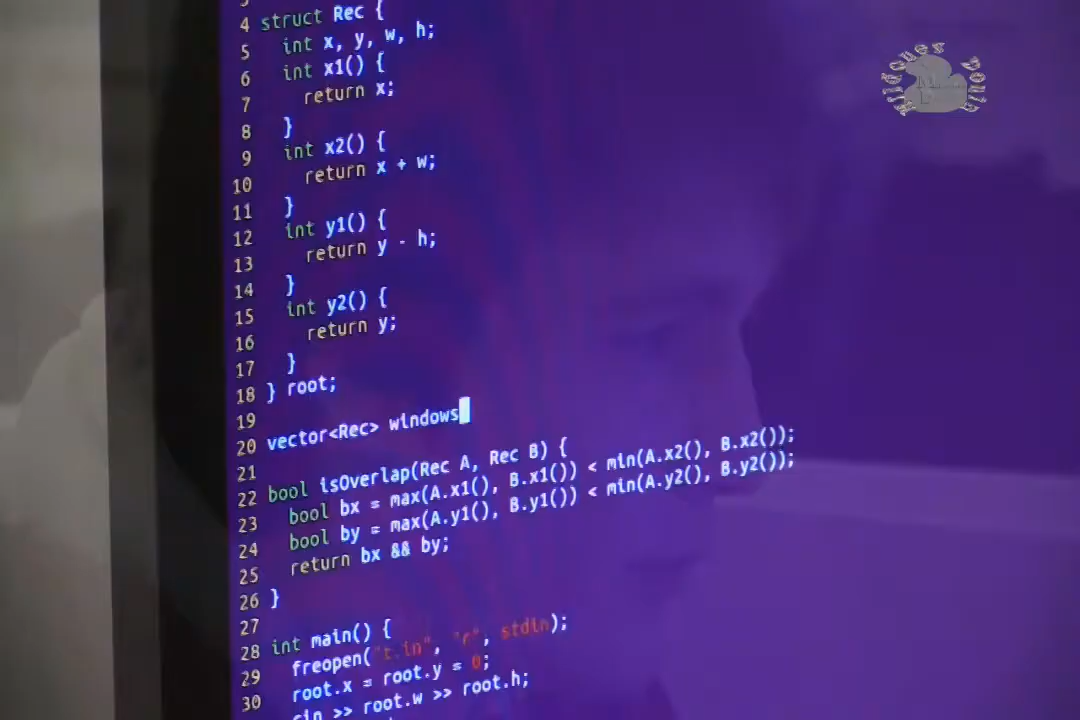 4 struct Rec {
5 int x, y, w, h;
6 int x1() {
7 return x;
8 }
9 int x2() {
10 return x + w;
11 }
12 int y1() {
13 return y - h;
14 }
15 int y2() {
16 return y;
17 }
18 } root;
19
20 vector<Rec> windows
21
22 bool isOverlap(Rec A, Rec B) {
23 bool bx = max(A.x1(), B.x1()) < min(A.x2(), B.x2());
24 bool by = max(A.y1(), B.y1()) < min(A.y2(), B.y2());
25 return bx && by;
26 }
27
28 int main() {
29 freopen("t.in", "r", stdin);
30 root.x = root.y = 0;
cin >> root.w >> root.h;